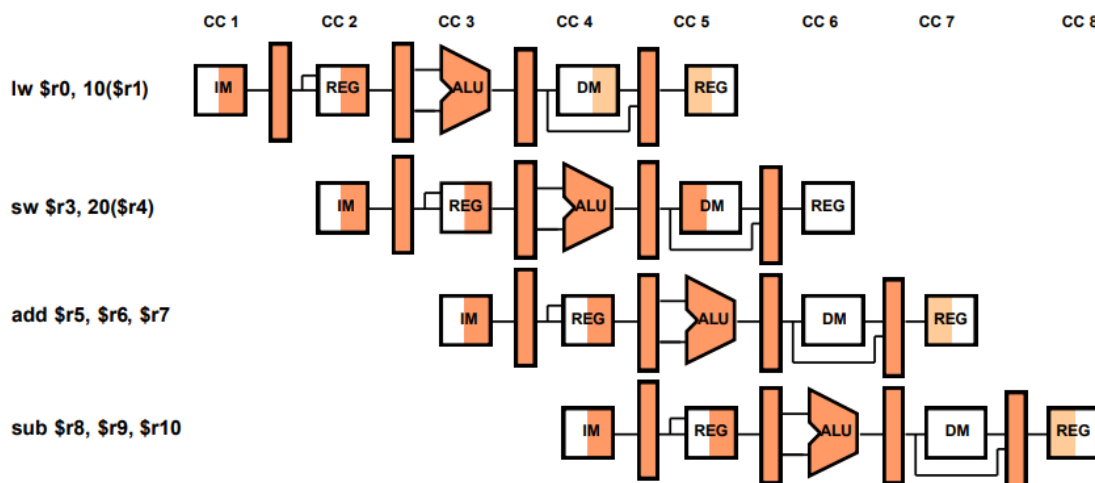 CC 1 CC 2 CC 3 CC 4 CC 5 CC 6 CC 7 CC 8
lw $r0, 10($r1) IM REG ALU DM REG
sw $r3, 20($r4) IM REG ALU DM REG
add $r5, $r6, $r7 IM REG ALU DM REG
sub $r8, $r9, $r10 IM REG ALU DM REG